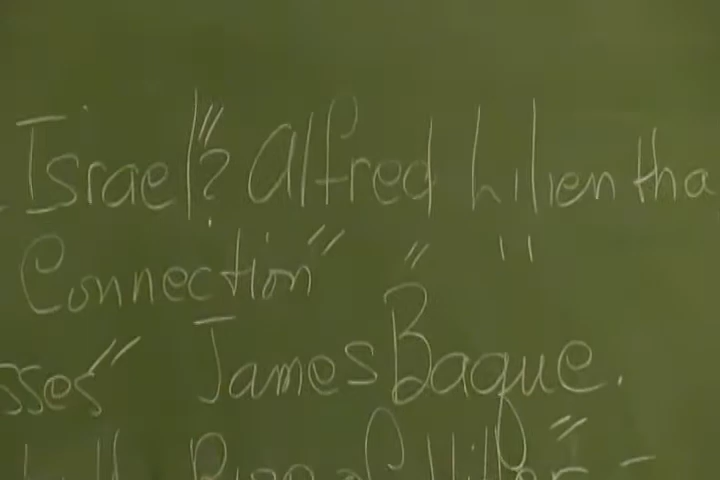 Israel"? Alfred Lilientha
Connection" " "
sses" James Baque.